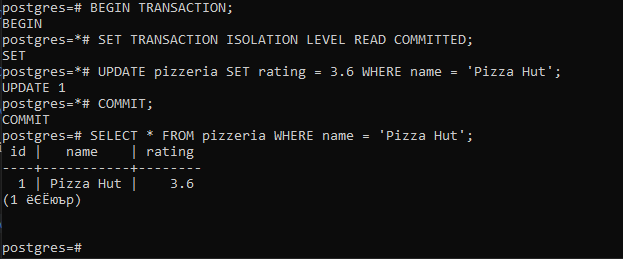 postgres=# BEGIN TRANSACTION;
BEGIN
postgres=*# SET TRANSACTION ISOLATION LEVEL READ COMMITTED;
SET
postgres=*# UPDATE pizzeria SET rating = 3.6 WHERE name = 'Pizza Hut';
UPDATE 1
postgres=*# COMMIT;
COMMIT
postgres=# SELECT * FROM pizzeria WHERE name = 'Pizza Hut';
 id |   name    | rating
----+-----------+--------
  1 | Pizza Hut |    3.6
(1 ёЄЁюър)
postgres=#